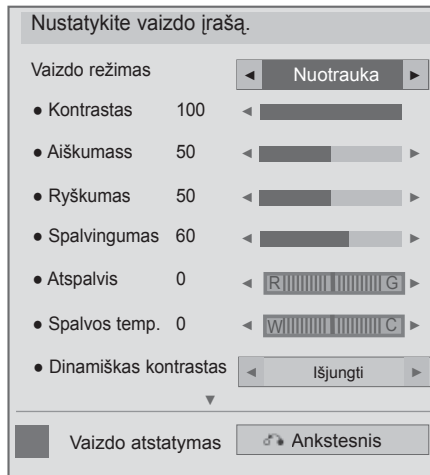 Nustatykite vaizdo įrašą.
Vaizdo režimas ◄ Nuotrauka ►
● Kontrastas 100 ◄
● Aiškumass 50 ◄ ►
● Ryškumas 50 ◄ ►
● Spalvingumas 60 ◄ ►
● Atspalvis 0 ◄ R G ►
● Spalvos temp. 0 ◄ W C ►
● Dinamiškas kontrastas ◄ Išjungti ►
▼
Vaizdo atstatymas Ankstesnis